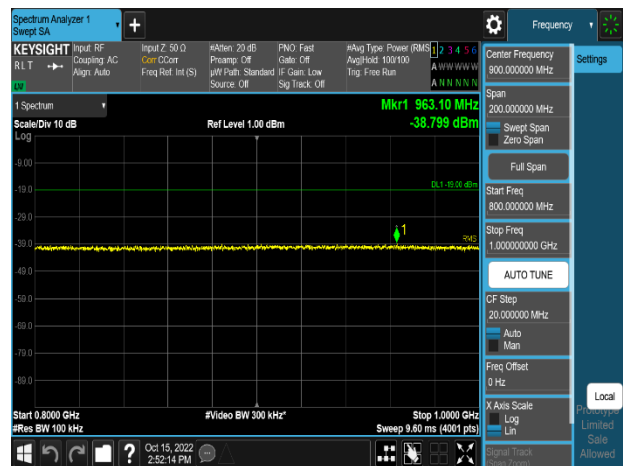 Spectrum Analyzer 1
Swept SA
Frequency
KEYSIGHT
RLT
Input: RF
Coupling: AC
Align: Auto
Input Z: 50 Ω
Corr CCorr
Freq Ref: Int (S)
#Atten: 20 dB
Preamp: Off
µW Path: Standard
Source: Off
PNO: Fast
Gate: Off
IF Gain: Low
Sig Track: Off
#Avg Type: Power (RMS
Avg|Hold: 100/100
Trig: Free Run
1 2 3 4 5 6
A W W W W W
A N N N N N
1 Spectrum
Scale/Div 10 dB
Log
Ref Level 1.00 dBm
Mkr1 963.10 MHz
-38.799 dBm
-9.00
-19.0
DL1 -19.00 dBm
-29.0
1
-39.0
RMS
-49.0
-59.0
-69.0
-79.0
-89.0
Start 0.8000 GHz
#Video BW 300 kHz*
Stop 1.0000 GHz
#Res BW 100 kHz
Sweep 9.60 ms (4001 pts)
?
Oct 15, 2022
2:52:14 PM
Center Frequency
900.000000 MHz
Settings
Span
200.000000 MHz
Swept Span
Zero Span
Full Span
Start Freq
800.000000 MHz
Stop Freq
1.000000000 GHz
AUTO TUNE
CF Step
20.000000 MHz
Auto
Man
Freq Offset
0 Hz
X Axis Scale
Log
Lin
Signal Track
(Span Zoom)
Local
Prototype
Limited
Sale
Allowed